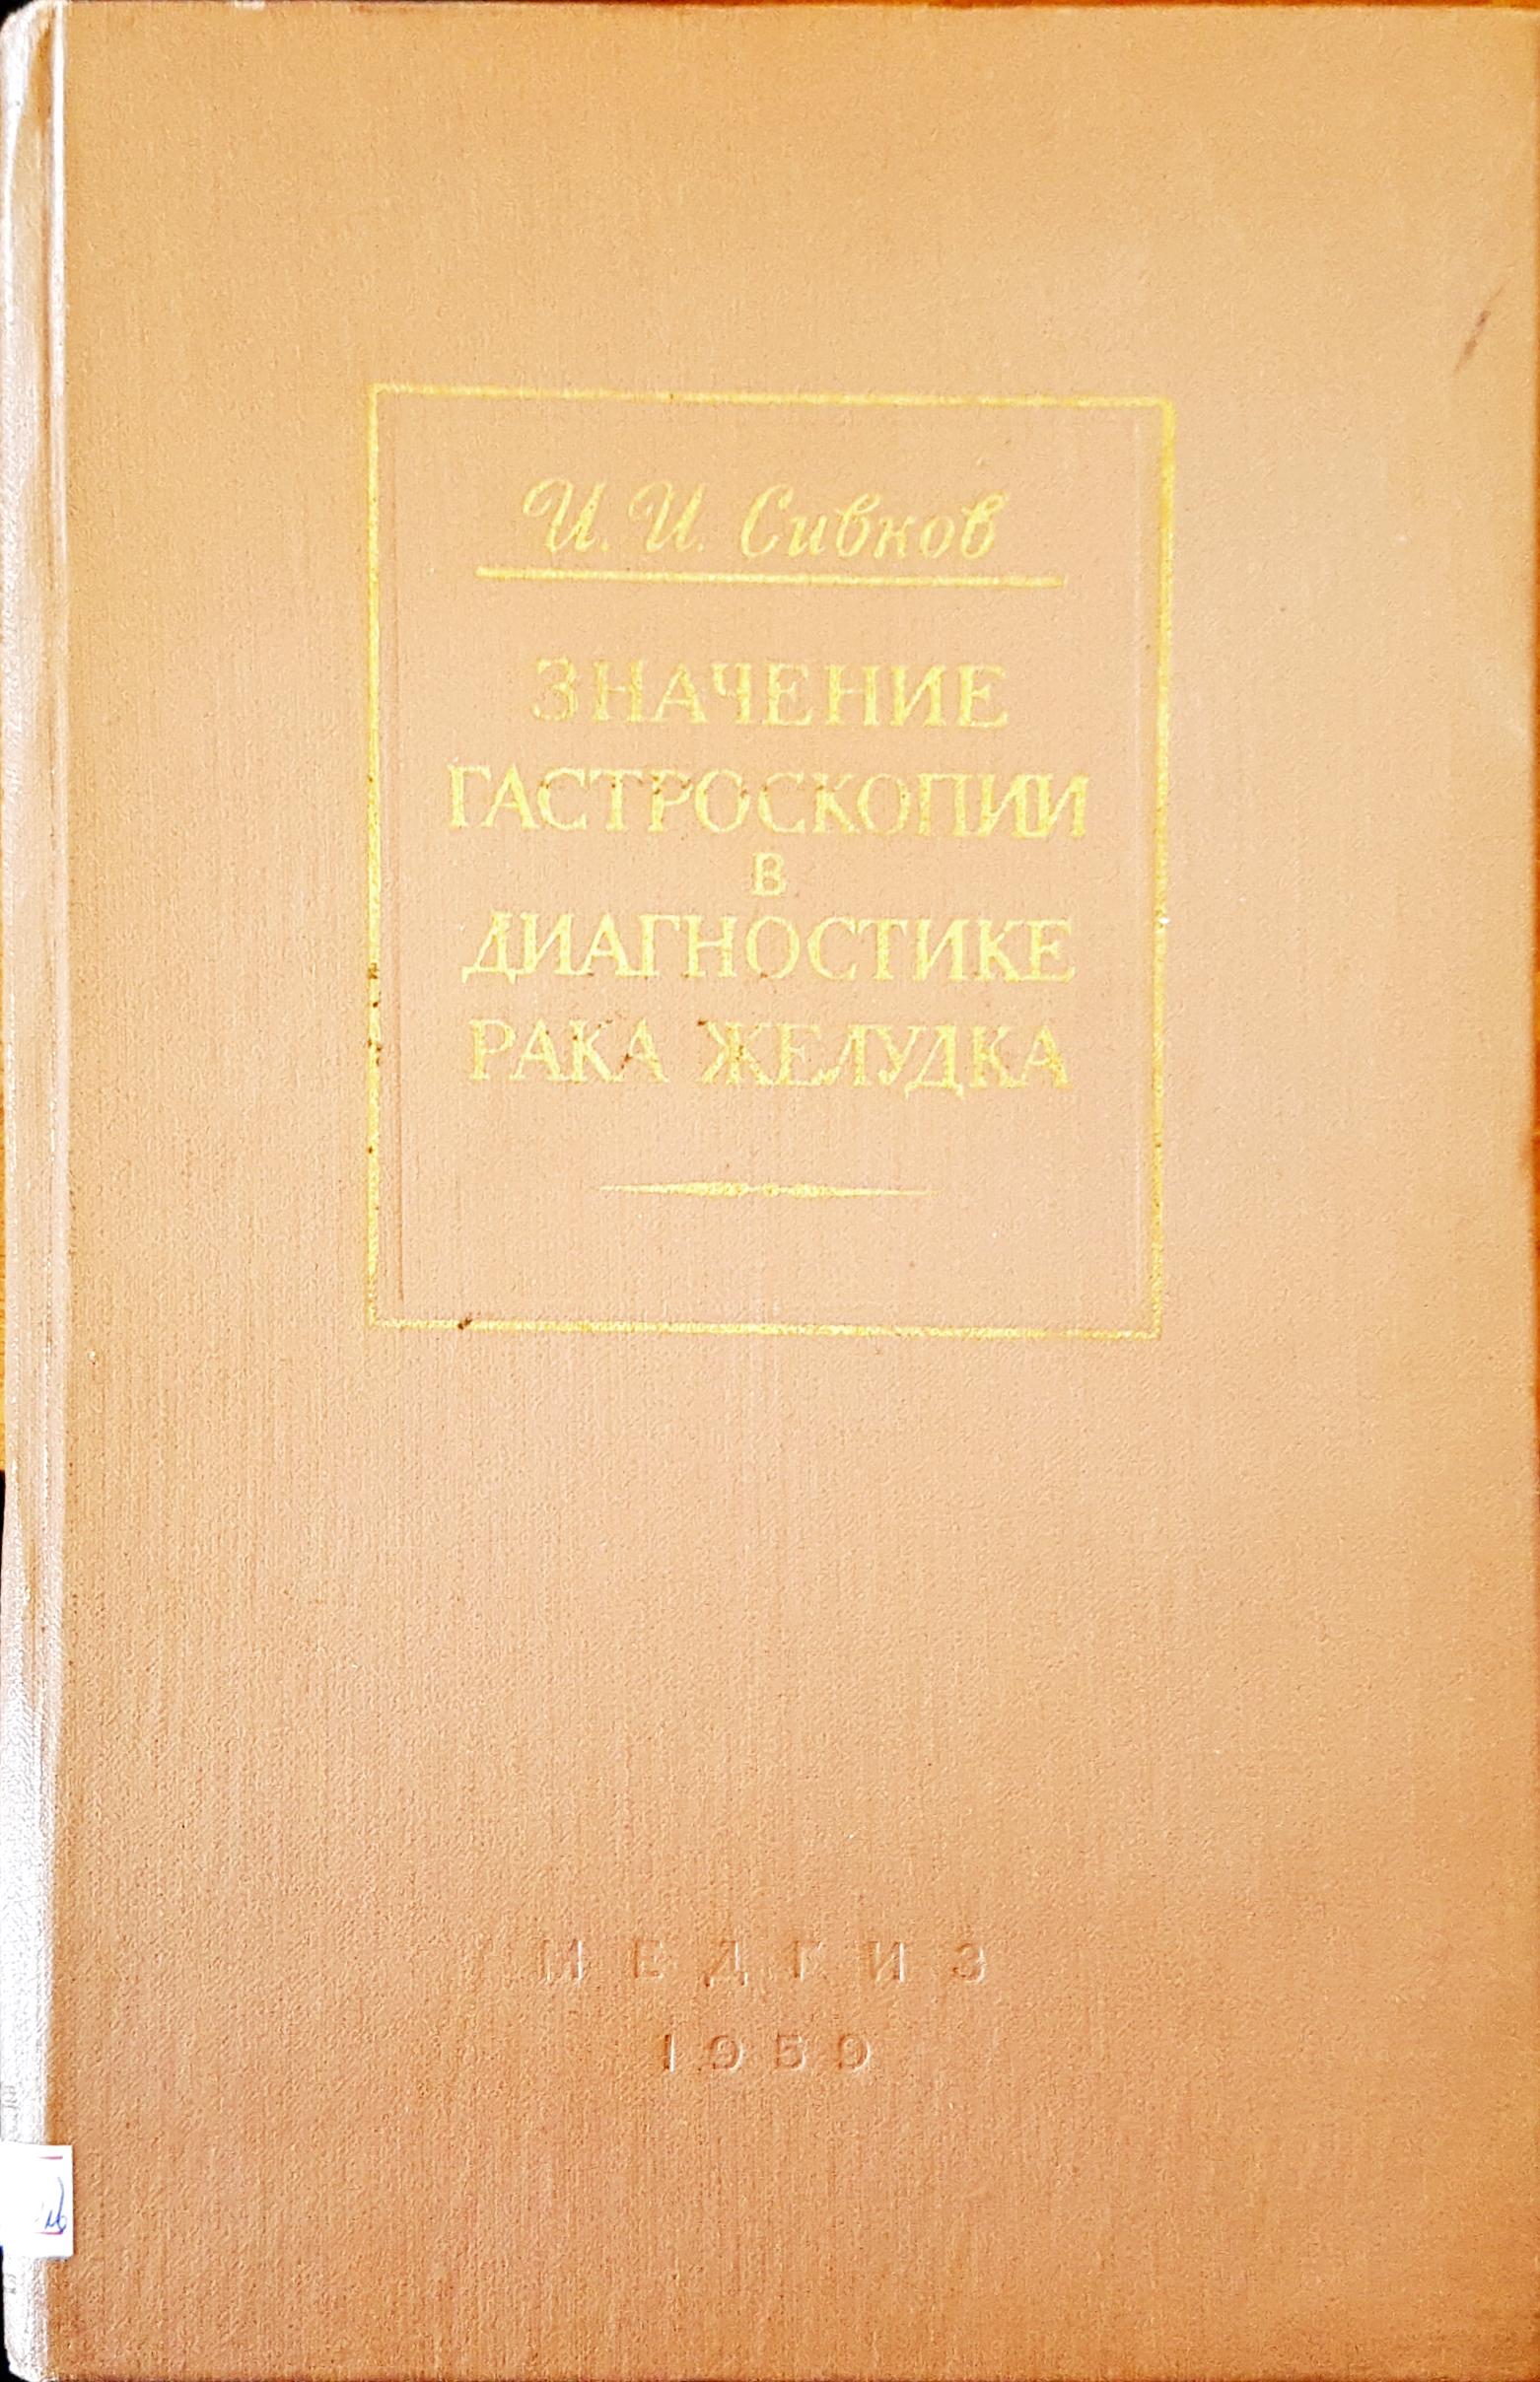 И. И. Сивков
ЗНАЧЕНИЕ
ГАСТРОСКОПИИ
В
ДИАГНОСТИКЕ
РАКА ЖЕЛУДКА
МЕДГИЗ
1959